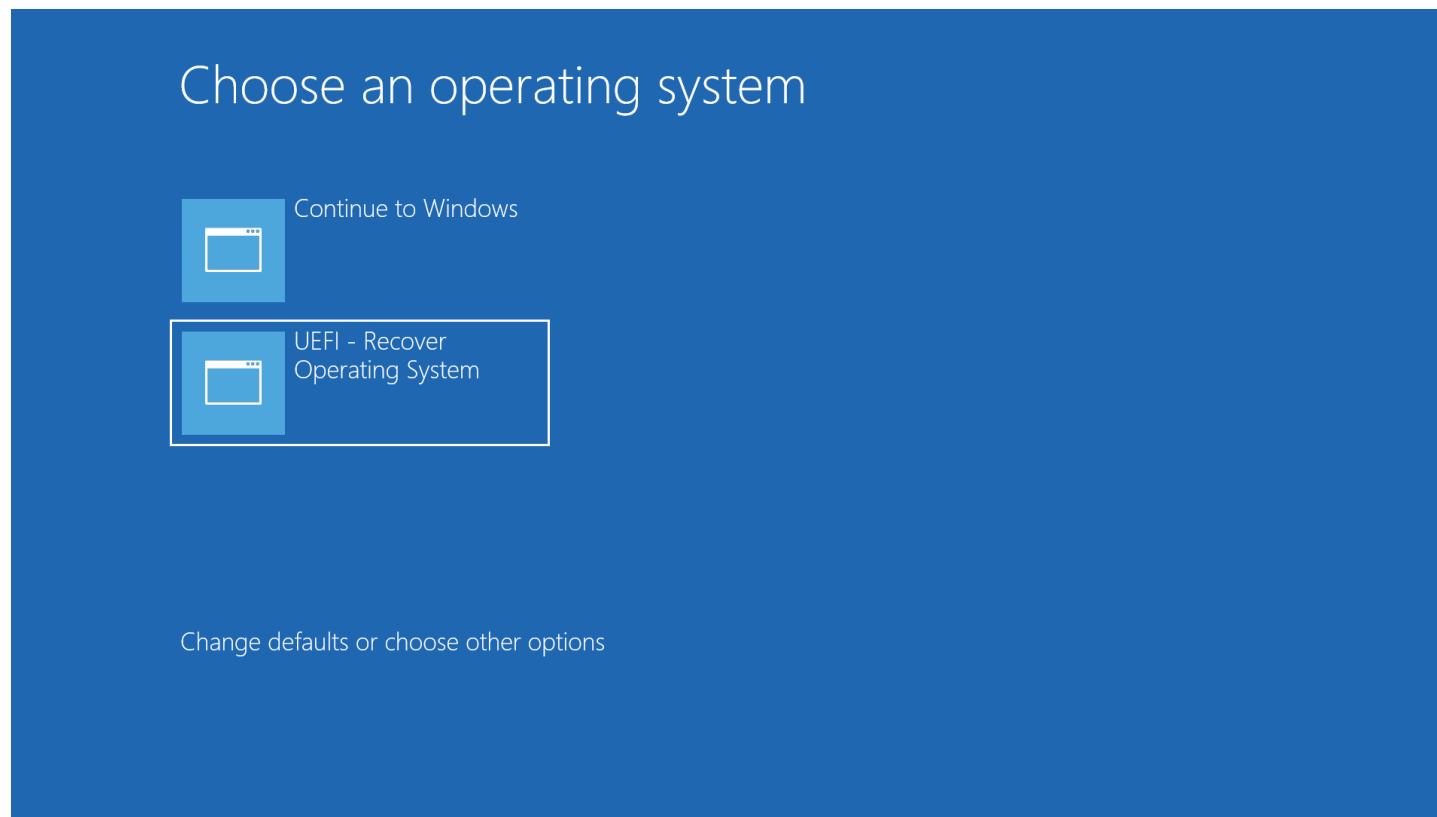 Choose an operating system
Continue to Windows
UEFI - Recover
Operating System
Change defaults or choose other options